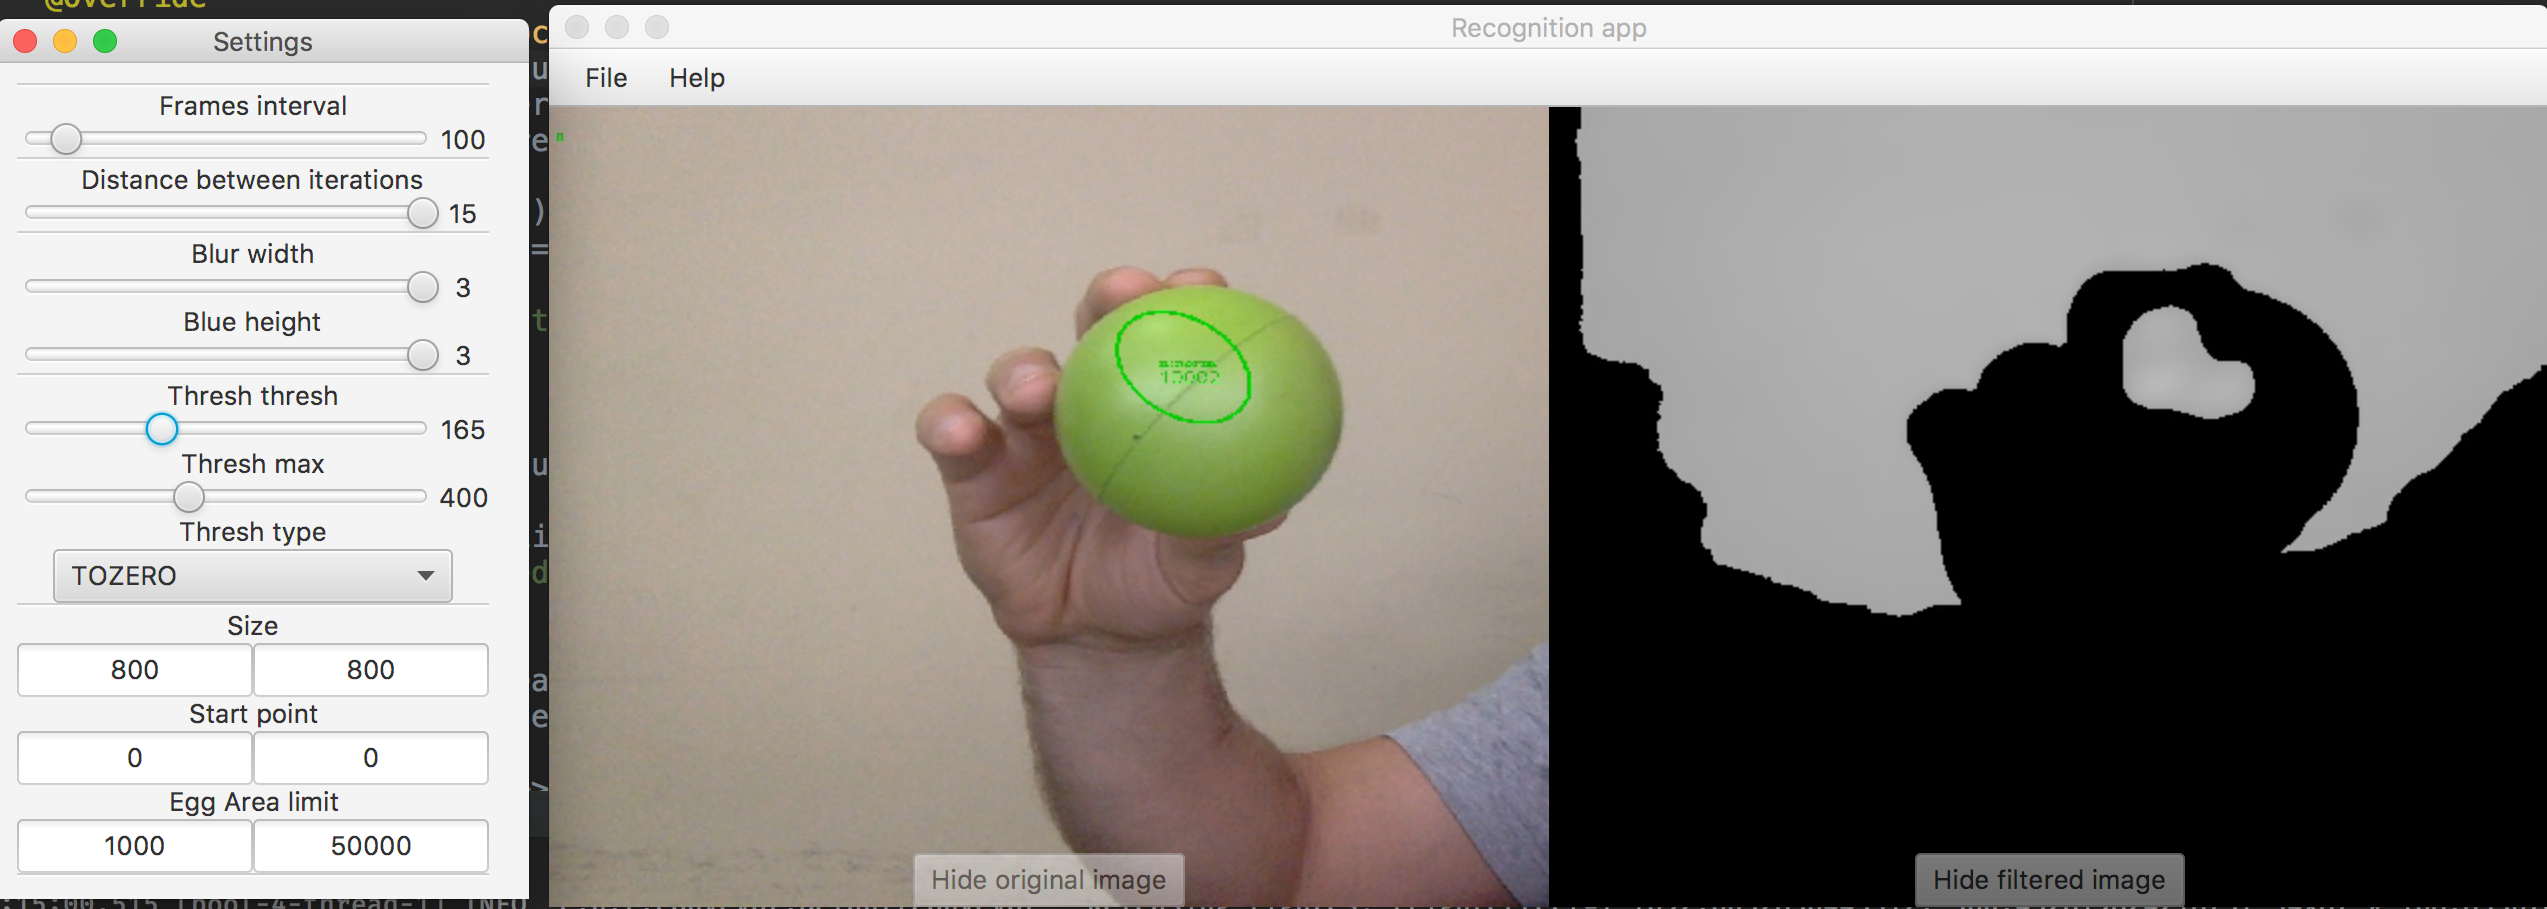 @Override
Settings
Frames interval
100
Distance between iterations
15
Blur width
3
Blue height
3
Thresh thresh
165
Thresh max
400
Thresh type
TOZERO
Size
800 800
Start point
0 0
Egg Area limit
1000 50000
Recognition app
File Help
Hide original image
Hide filtered image